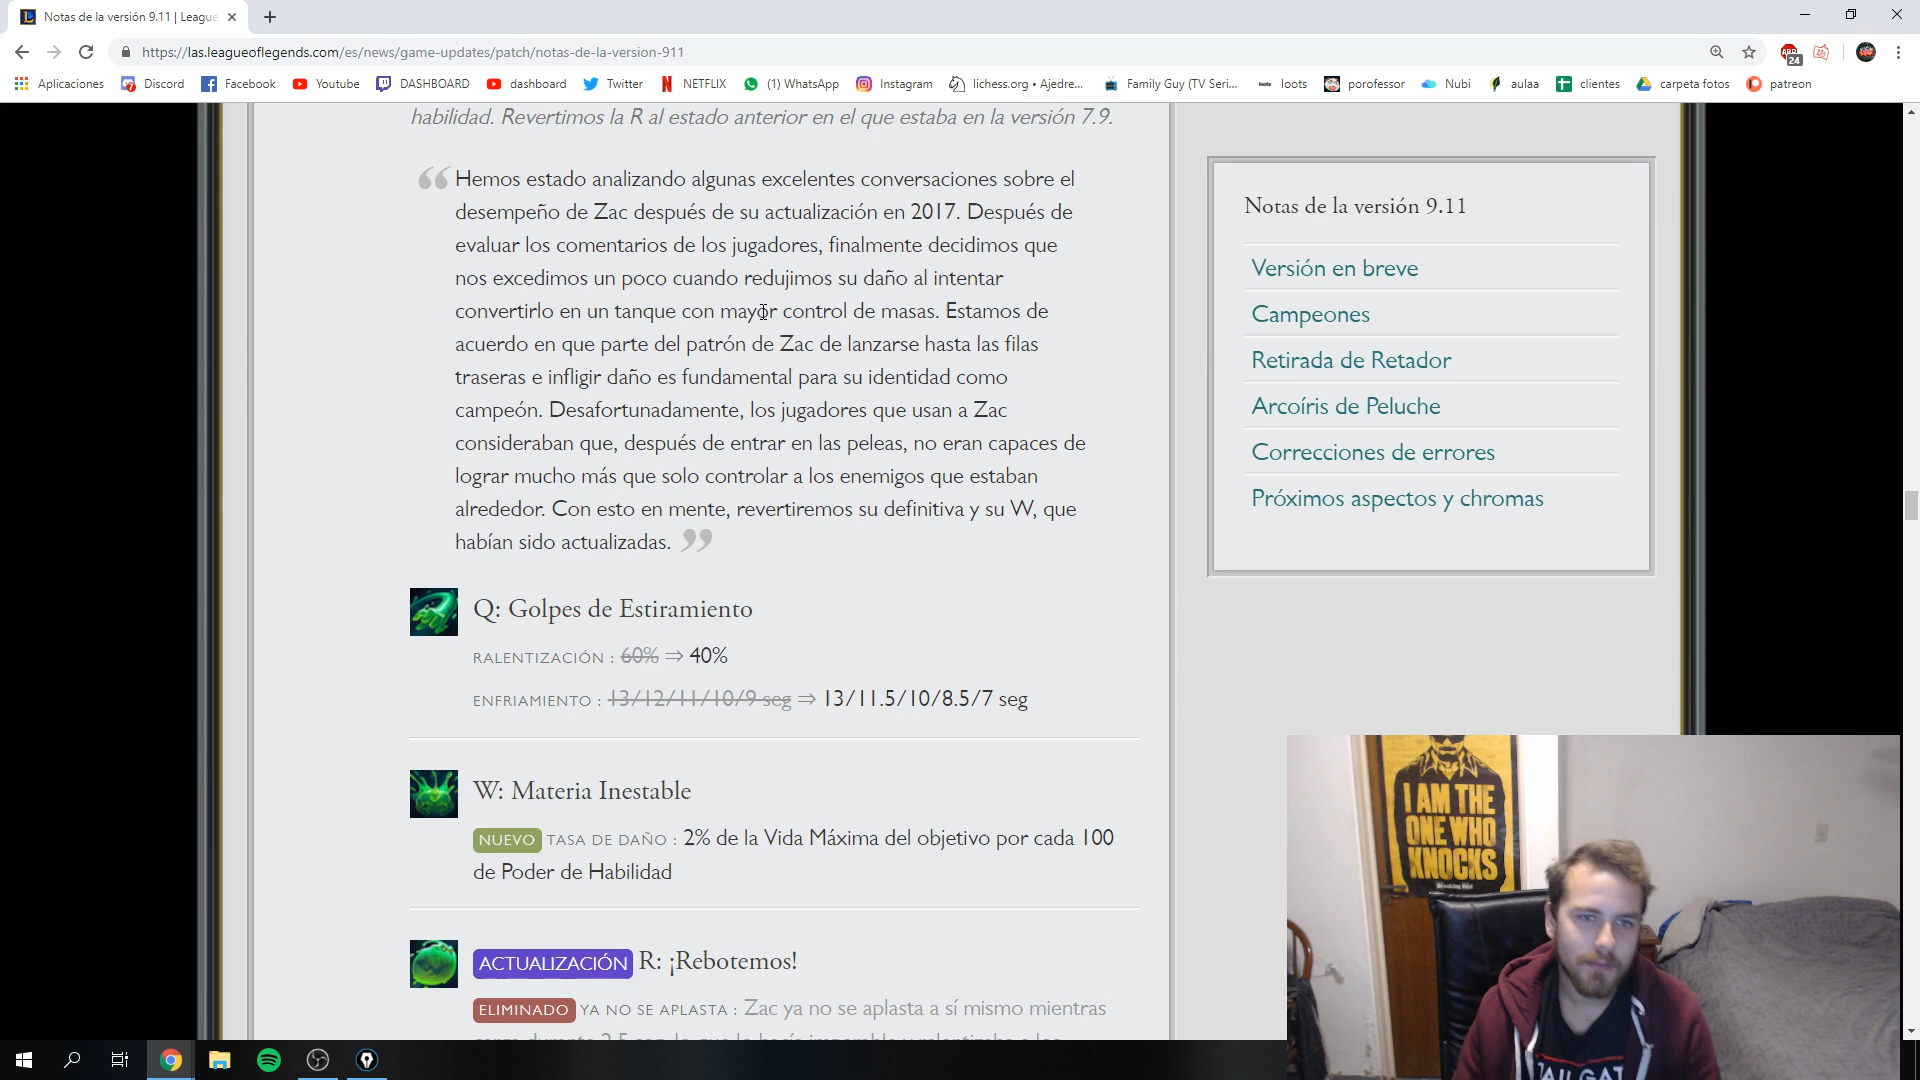 Notas de la versión 9.11 | League
https://las.leagueoflegends.com/es/news/game-updates/patch/notas-de-la-version-911
24
Aplicaciones Discord Facebook Youtube DASHBOARD dashboard Twitter NETFLIX (1) WhatsApp Instagram lichess.org • Ajedre... Family Guy (TV Seri... loots porofessor Nubi aulaa clientes carpeta fotos patreon
habilidad. Revertimos la R al estado anterior en el que estaba en la versión 7.9.
“ Hemos estado analizando algunas excelentes conversaciones sobre el
desempeño de Zac después de su actualización en 2017. Después de
evaluar los comentarios de los jugadores, finalmente decidimos que
nos excedimos un poco cuando redujimos su daño al intentar
convertirlo en un tanque con mayor control de masas. Estamos de
acuerdo en que parte del patrón de Zac de lanzarse hasta las filas
traseras e infligir daño es fundamental para su identidad como
campeón. Desafortunadamente, los jugadores que usan a Zac
consideraban que, después de entrar en las peleas, no eran capaces de
lograr mucho más que solo controlar a los enemigos que estaban
alrededor. Con esto en mente, revertiremos su definitiva y su W, que
habían sido actualizadas. ”
Q: Golpes de Estiramiento
RALENTIZACIÓN : 60% ⇒ 40%
ENFRIAMIENTO : 13/12/11/10/9 seg ⇒ 13/11.5/10/8.5/7 seg
W: Materia Inestable
NUEVO TASA DE DAÑO : 2% de la Vida Máxima del objetivo por cada 100
de Poder de Habilidad
ACTUALIZACIÓN R: ¡Rebotemos!
ELIMINADO YA NO SE APLASTA : Zac ya no se aplasta a sí mismo mientras
Notas de la versión 9.11
Versión en breve
Campeones
Retirada de Retador
Arcoíris de Peluche
Correcciones de errores
Próximos aspectos y chromas
I AM THE
ONE WHO
KNOCKS
Breaking Bad